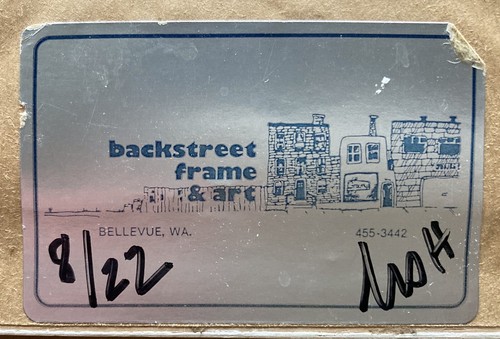 backstreet
frame
& art
BELLEVUE, WA.
455-3442
8/22